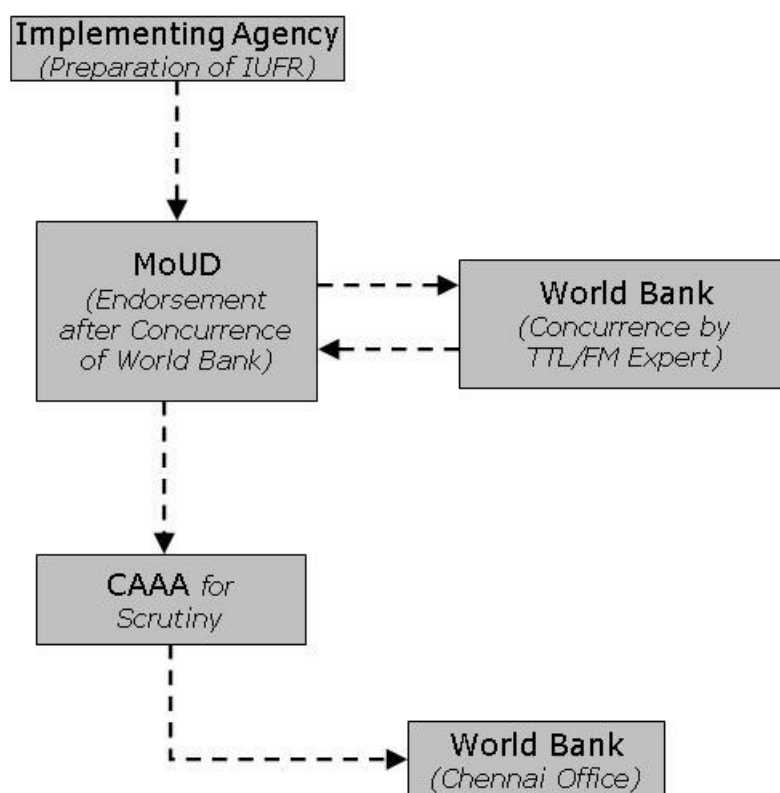 Implementing Agency
(Preparation of IUFR)
MoUD
(Endorsement
after Concurrence
of World Bank)
World Bank
(Concurrence by
TTL/FM Expert)
CAAA for
Scrutiny
World Bank
(Chennai Office)